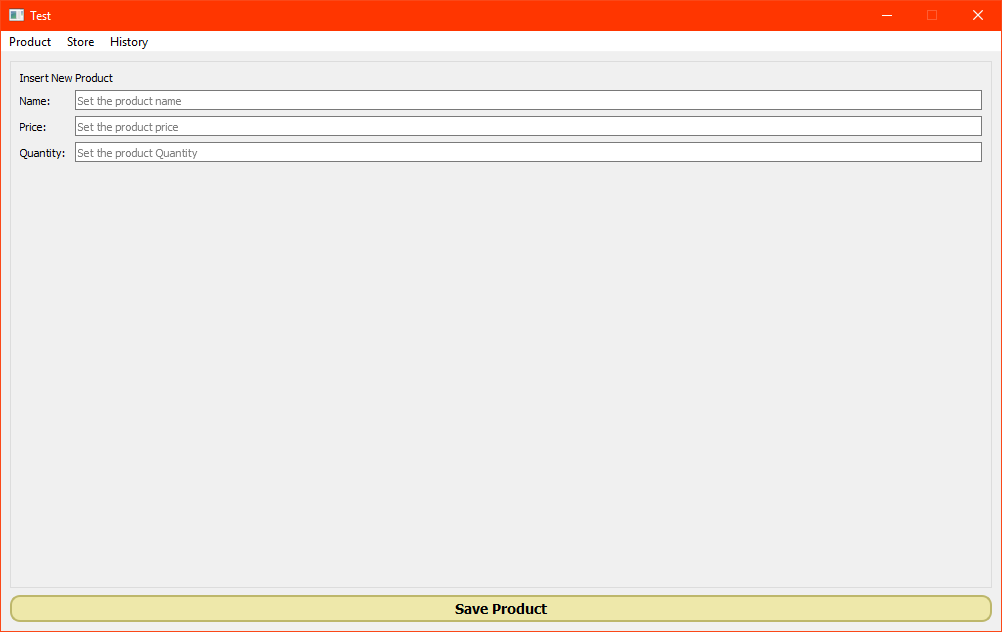 Test
Product Store History
Insert New Product
Name: Set the product name
Price: Set the product price
Quantity: Set the product Quantity
Save Product